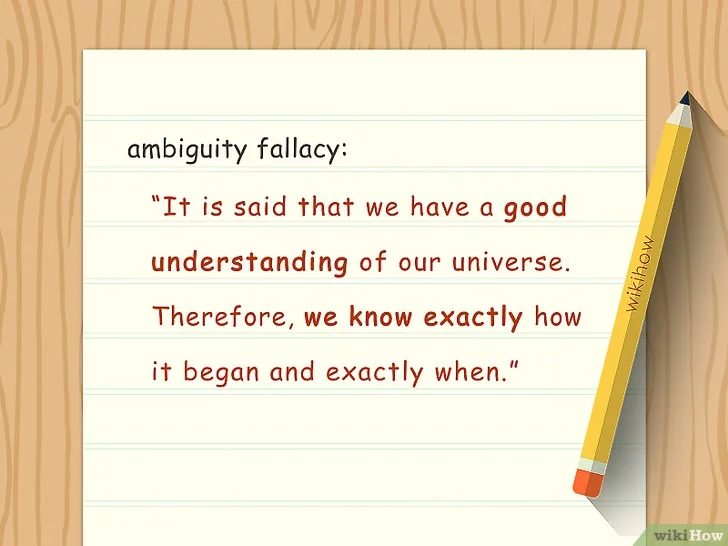 ambiguity fallacy:
“It is said that we have a good
understanding of our universe.
Therefore, we know exactly how
it began and exactly when.”
wikihow
wikiHow